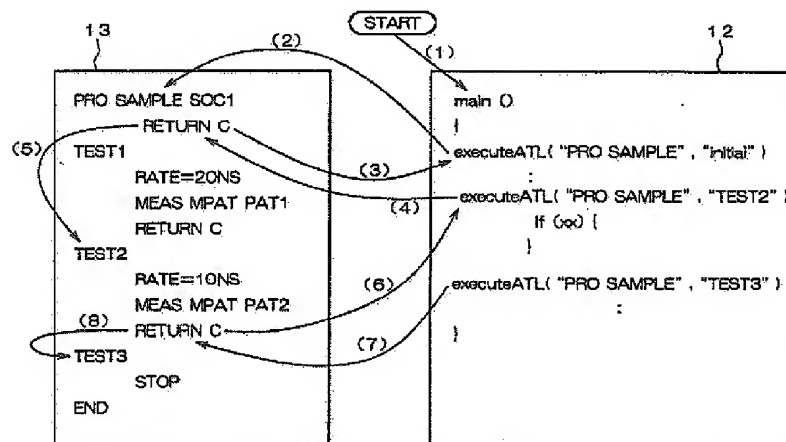 START
(1)
13
(2)
12
PRO SAMPLE SOC1
RETURN C
(5)
TEST1
(3)
RATE=20NS
(4)
MEAS MPAT PAT1
RETURN C
TEST2
RATE=10NS
(6)
MEAS MPAT PAT2
(8)
RETURN C
(7)
TEST3
STOP
END
main ()
{
executeATL( "PRO SAMPLE" , "initial" )
:
executeATL( "PRO SAMPLE" , "TEST2" )
If (xx) {
}
executeATL( "PRO SAMPLE" , "TEST3" )
:
}